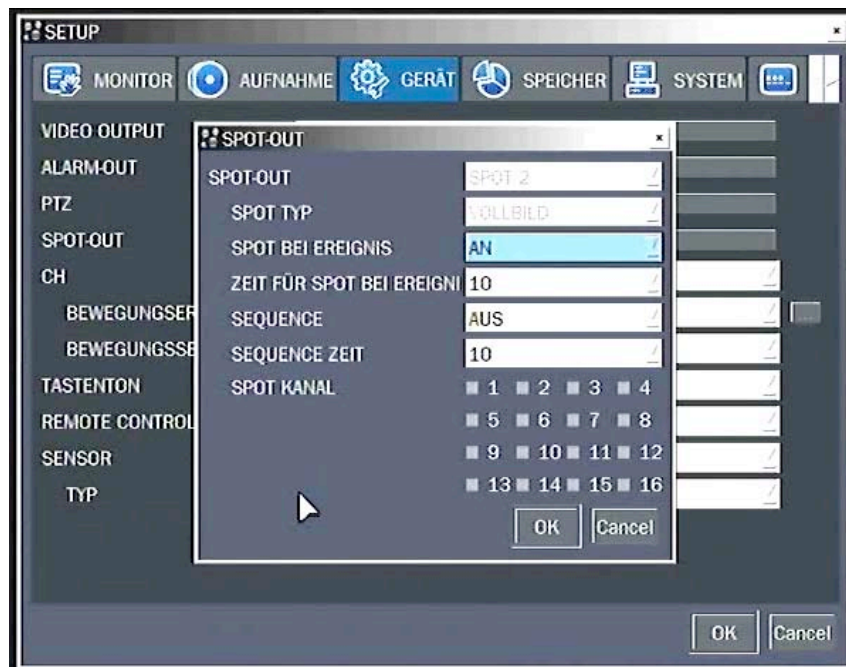 SETUP
MONITOR AUFNAHME GERÄT SPEICHER SYSTEM
VIDEO OUTPUT
ALARM-OUT
PTZ
SPOT-OUT
CH
BEWEGUNGSER
BEWEGUNGSSE
TASTENTON
REMOTE CONTROL
SENSOR
TYP
SPOT-OUT
SPOT-OUT SPOT 2
SPOT TYP VOLLBILD
SPOT BEI EREIGNIS AN
ZEIT FÜR SPOT BEI EREIGNI 10
SEQUENCE AUS
SEQUENCE ZEIT 10
SPOT KANAL 1 2 3 4
5 6 7 8
9 10 11 12
13 14 15 16
OK Cancel
OK Cancel